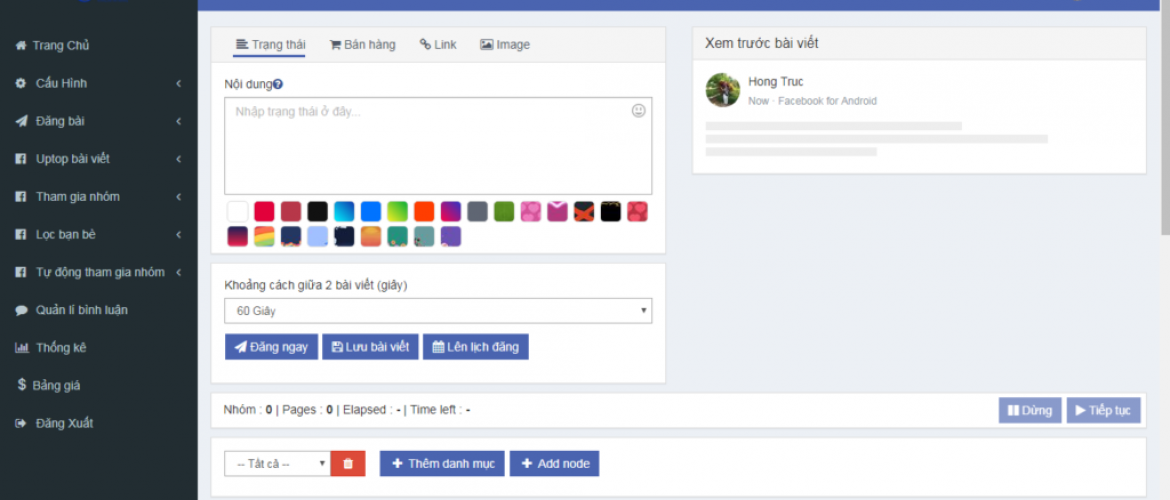 Trang Chủ
Cấu Hình
Đăng bài
Uptop bài viết
Tham gia nhóm
Lọc bạn bè
Tự động tham gia nhóm
Quản lí bình luận
Thống kê
Bảng giá
Đăng Xuất
Trạng thái Bán hàng Link Image
Nội dung
Nhập trạng thái ở đây...
Khoảng cách giữa 2 bài viết (giây)
60 Giây
Đăng ngay Lưu bài viết Lên lịch đăng
Xem trước bài viết
Hong Truc
Now · Facebook for Android
Nhóm : 0 | Pages : 0 | Elapsed : - | Time left : -
Dừng Tiếp tục
-- Tất cả -- + Thêm danh mục + Add node